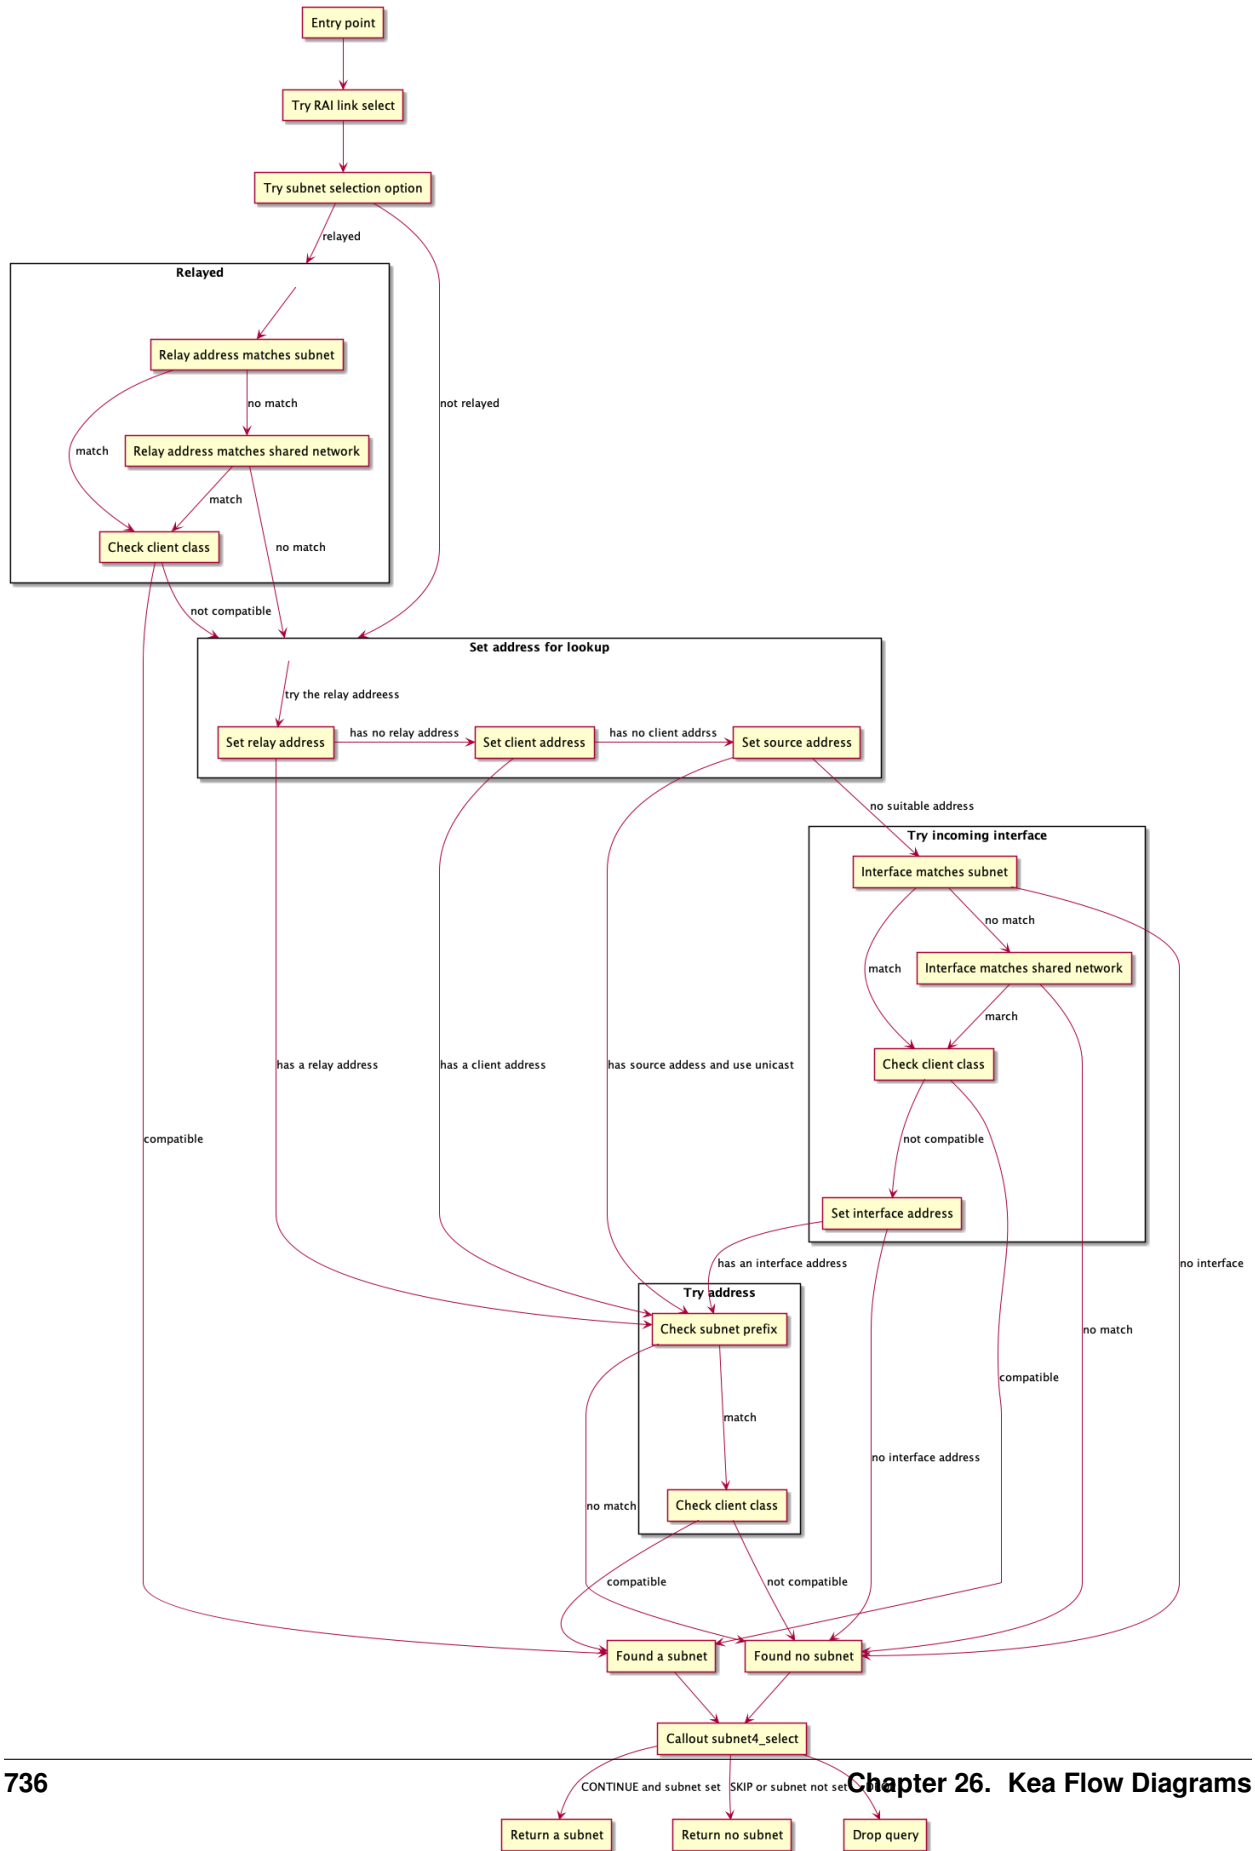 Entry point
Try RAI link select
Try subnet selection option
relayed
Relayed
Relay address matches subnet
no match
not relayed
match
Relay address matches shared network
match
Check client class
no match
not compatible
Set address for lookup
try the relay addreess
Set relay address
has no relay address
Set client address
has no client addrss
Set source address
no suitable address
Try incoming interface
Interface matches subnet
no match
match
Interface matches shared network
march
Check client class
has a relay address
has a client address
has source addess and use unicast
compatible
not compatible
Set interface address
has an interface address
no interface
Try address
Check subnet prefix
no match
compatible
match
no interface address
Check client class
no match
compatible
not compatible
Found a subnet
Found no subnet
Callout subnet4_select
736
Chapter 26. Kea Flow Diagrams
CONTINUE and subnet set
SKIP or subnet not set
Return a subnet
Return no subnet
Drop query